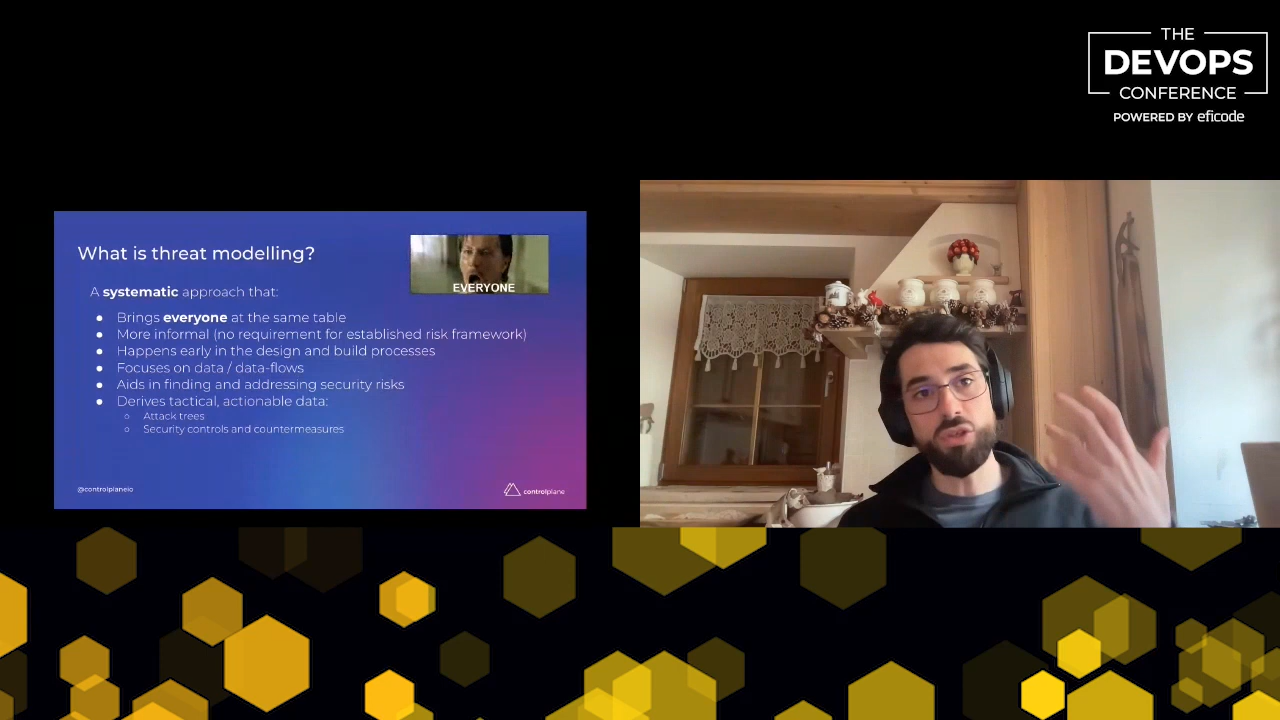 THE
DEVOPS
CONFERENCE
POWERED BY eficode
What is threat modelling?
EVERYONE
A systematic approach that:
● Brings everyone at the same table
● More informal (no requirement for established risk framework)
● Happens early in the design and build processes
● Focuses on data / data-flows
● Aids in finding and addressing security risks
● Derives tactical, actionable data:
○ Attack trees
○ Security controls and countermeasures
@controlplaneio
controlplane